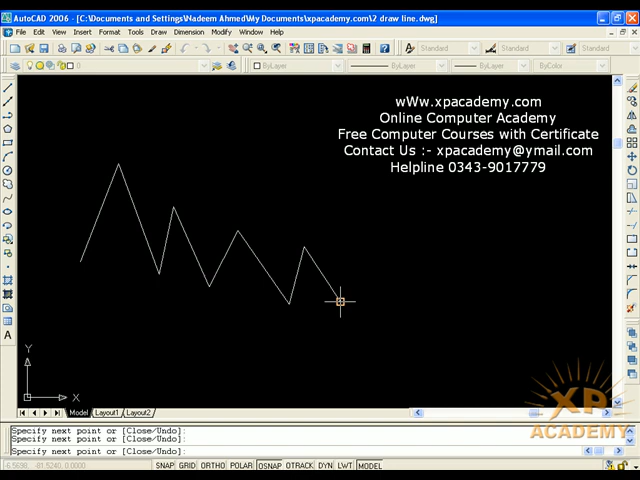 AutoCAD 2006 - [C:\Documents and Settings\Nadeem Ahmed\My Documents\xpacademy.com\2 draw line.dwg]
File Edit View Insert Format Tools Draw Dimension Modify Window Help
Standard Standard Standard
0 ByLayer ByLayer ByLayer ByColor
wWw.xpacademy.com
Online Computer Academy
Free Computer Courses with Certificate
Contact Us :- xpacademy@ymail.com
Helpline 0343-9017779
A
Y
X
Model Layout1 Layout2
XP
ACADEMY
Specify next point or [Close/Undo]:
Specify next point or [Close/Undo]:
Specify next point or [Close/Undo]:
SNAP GRID ORTHO POLAR OSNAP OTRACK DYN LWT MODEL